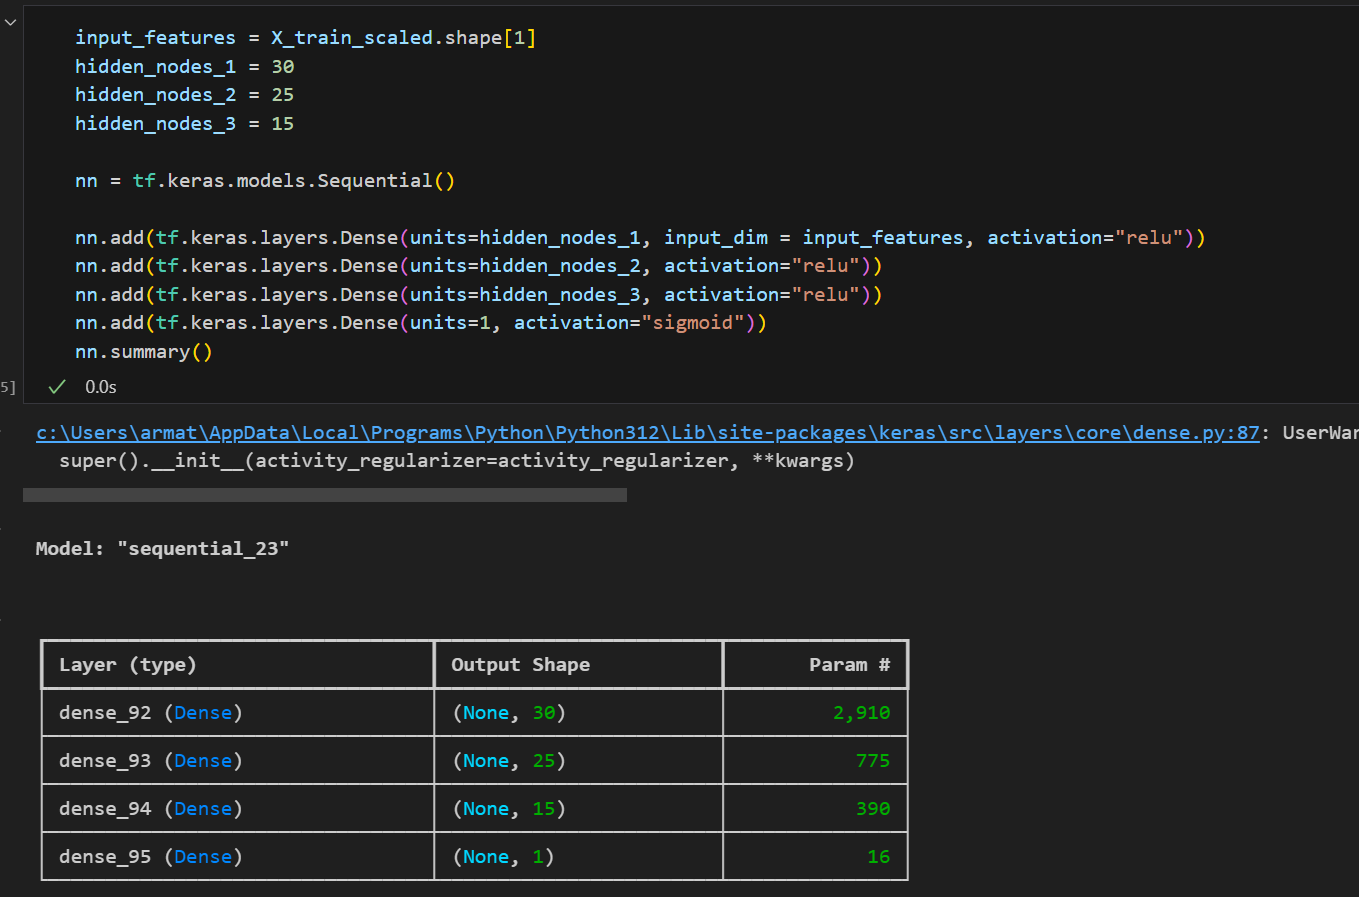 input_features = X_train_scaled.shape[1]
hidden_nodes_1 = 30
hidden_nodes_2 = 25
hidden_nodes_3 = 15
nn = tf.keras.models.Sequential()
nn.add(tf.keras.layers.Dense(units=hidden_nodes_1, input_dim = input_features, activation="relu"))
nn.add(tf.keras.layers.Dense(units=hidden_nodes_2, activation="relu"))
nn.add(tf.keras.layers.Dense(units=hidden_nodes_3, activation="relu"))
nn.add(tf.keras.layers.Dense(units=1, activation="sigmoid"))
nn.summary()
5] ✓ 0.0s
c:\Users\armat\AppData\Local\Programs\Python\Python312\Lib\site-packages\keras\src\layers\core\dense.py:87: UserWar
super().__init__(activity_regularizer=activity_regularizer, **kwargs)
Model: "sequential_23"
Layer (type) Output Shape Param #
dense_92 (Dense) (None, 30) 2,910
dense_93 (Dense) (None, 25) 775
dense_94 (Dense) (None, 15) 390
dense_95 (Dense) (None, 1) 16